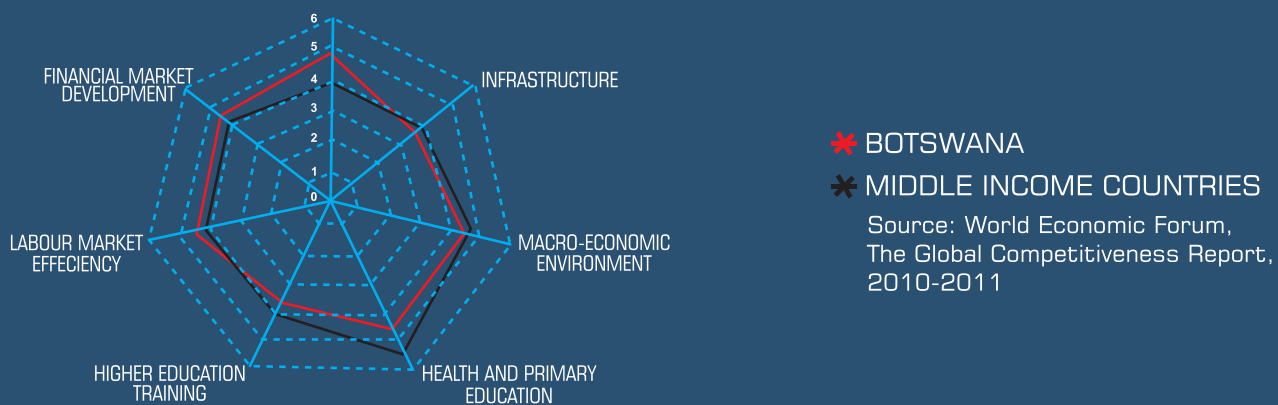 6
5
4
3
2
1
0
FINANCIAL MARKET
DEVELOPMENT
INFRASTRUCTURE
LABOUR MARKET
EFFECIENCY
MACRO-ECONOMIC
ENVIRONMENT
HIGHER EDUCATION
TRAINING
HEALTH AND PRIMARY
EDUCATION
BOTSWANA
MIDDLE INCOME COUNTRIES
Source: World Economic Forum,
The Global Competitiveness Report,
2010-2011